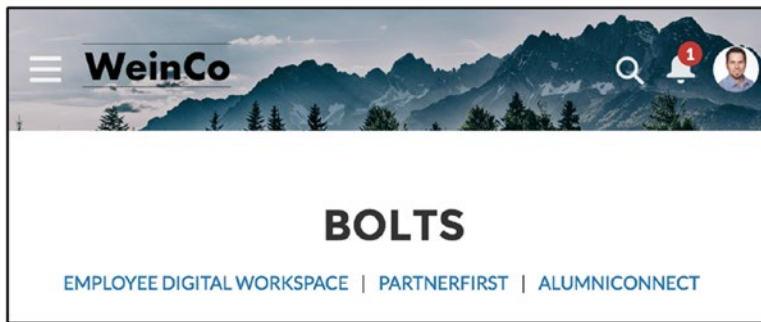 WeinCo
1
BOLTS
EMPLOYEE DIGITAL WORKSPACE | PARTNERFIRST | ALUMNICONNECT